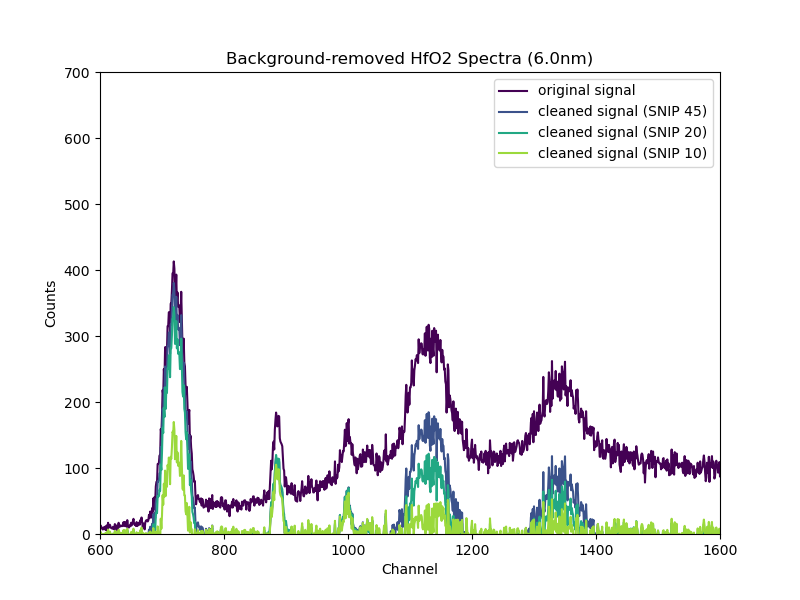 Background-removed HfO2 Spectra (6.0nm)
700
600
500
400
300
200
100
0
Counts
original signal
cleaned signal (SNIP 45)
cleaned signal (SNIP 20)
cleaned signal (SNIP 10)
600 800 1000 1200 1400 1600
Channel